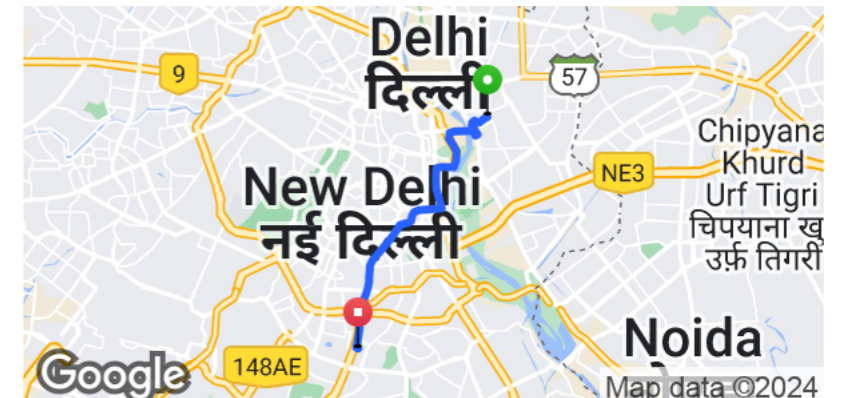 Delhi
दिल्ली
9
57
Chipyana
Khurd
Urf Tigri
चिपयाना खु
उर्फ़ तिगरी
NE3
New Delhi
नई दिल्ली
Noida
148AE
Google
Map data ©2024